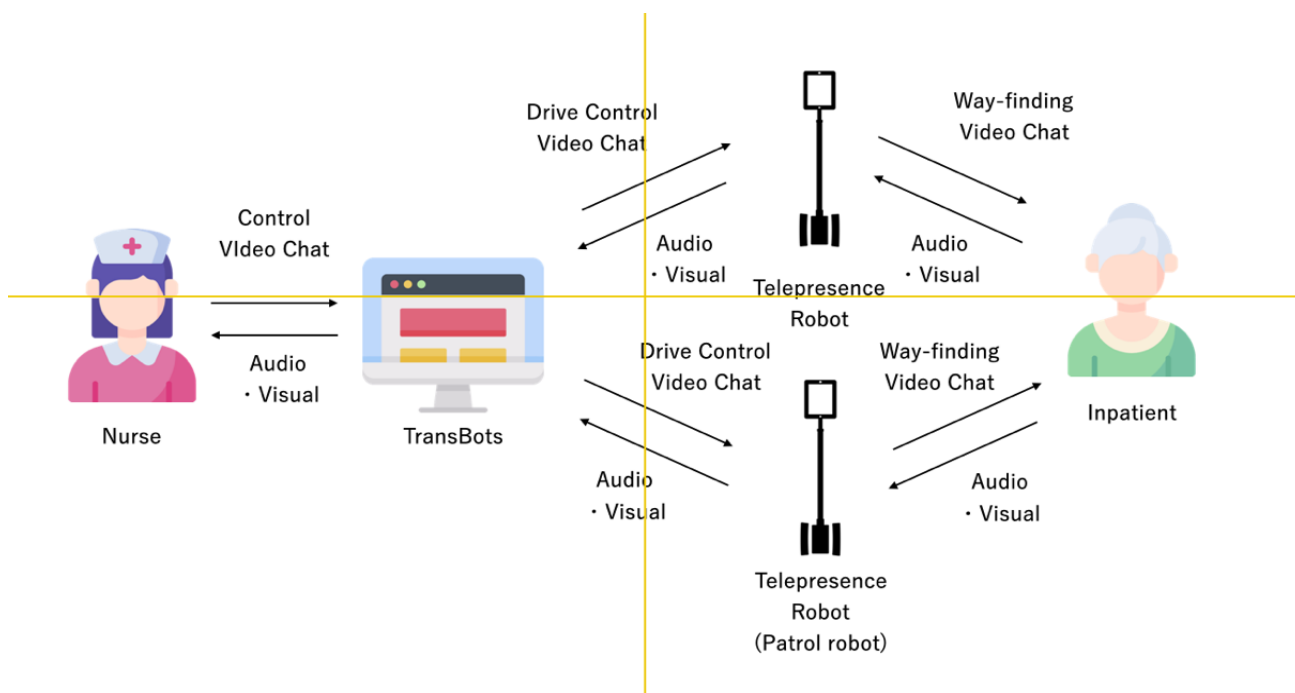 Drive Control
Video Chat
Way-finding
Video Chat
Control
VIdeo Chat
Audio
・Visual
Audio
・Visual
Telepresence
Robot
Audio
・Visual
Nurse
TransBots
Drive Control
Video Chat
Way-finding
Video Chat
Inpatient
Audio
・Visual
Audio
・Visual
Telepresence
Robot
(Patrol robot)